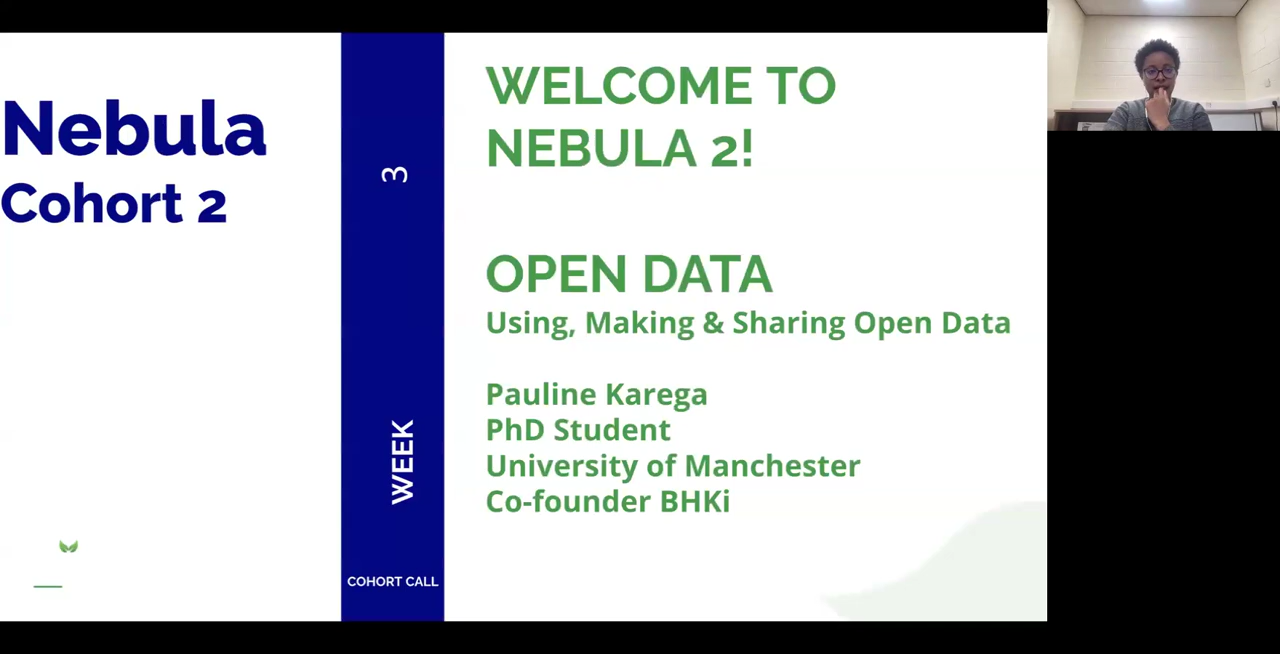 Nebula
Cohort 2
3
WEEK
COHORT CALL
WELCOME TO
NEBULA 2!
OPEN DATA
Using, Making & Sharing Open Data
Pauline Karega
PhD Student
University of Manchester
Co-founder BHKi